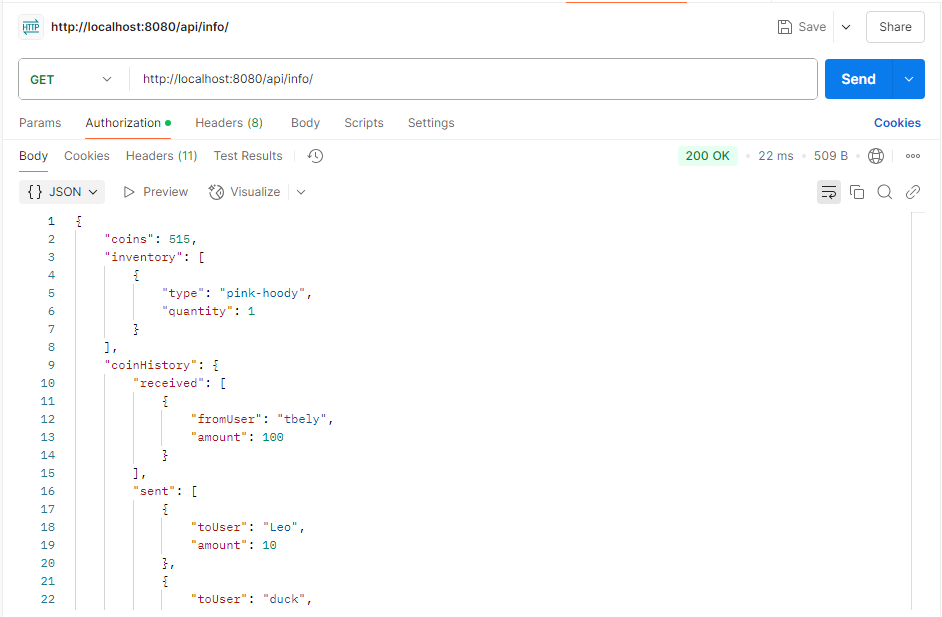 HTTP http://localhost:8080/api/info/ Save Share
GET http://localhost:8080/api/info/ Send
Params Authorization Headers (8) Body Scripts Settings Cookies
Body Cookies Headers (11) Test Results 200 OK • 22 ms • 509 B •
{} JSON Preview Visualize
1 {
2 "coins": 515,
3 "inventory": [
4 {
5 "type": "pink-hoody",
6 "quantity": 1
7 }
8 ],
9 "coinHistory": {
10 "received": [
11 {
12 "fromUser": "tbely",
13 "amount": 100
14 }
15 ],
16 "sent": [
17 {
18 "toUser": "Leo",
19 "amount": 10
20 },
21 {
22 "toUser": "duck",